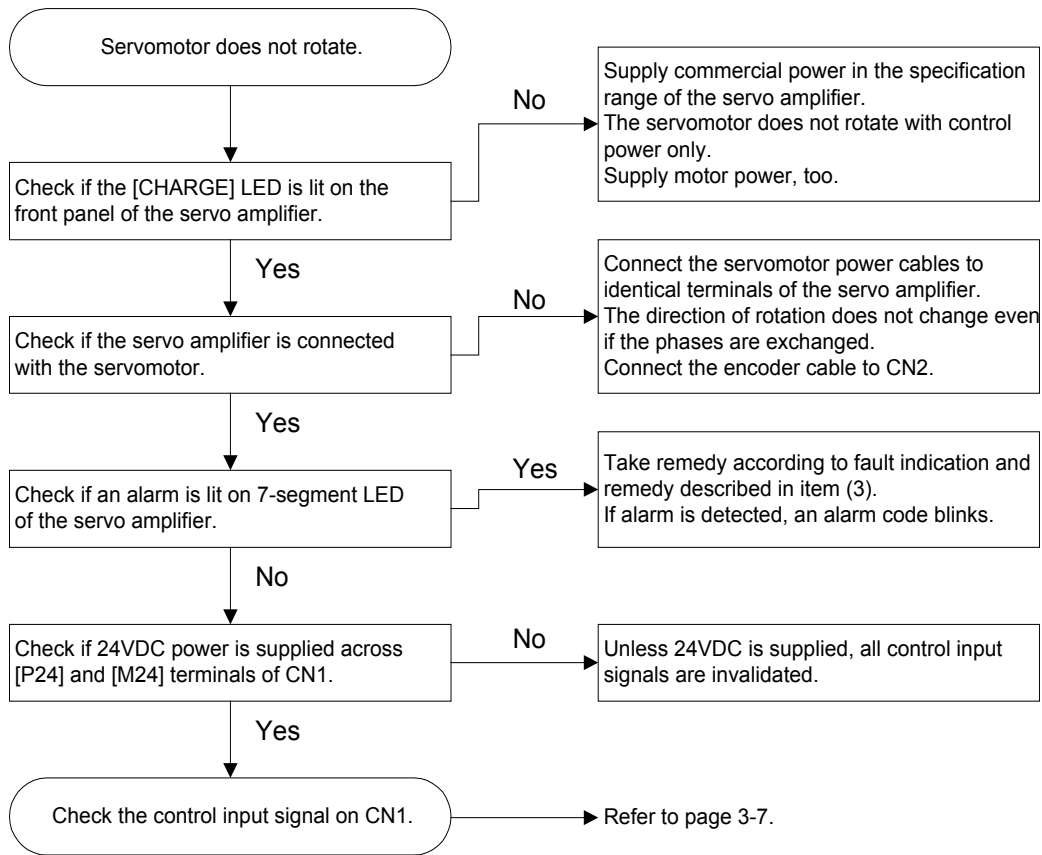 Servomotor does not rotate.
No
Supply commercial power in the specification
range of the servo amplifier.
The servomotor does not rotate with control
power only.
Supply motor power, too.
Check if the [CHARGE] LED is lit on the
front panel of the servo amplifier.
Yes
No
Connect the servomotor power cables to
identical terminals of the servo amplifier.
The direction of rotation does not change even
if the phases are exchanged.
Connect the encoder cable to CN2.
Check if the servo amplifier is connected
with the servomotor.
Yes
Yes
Take remedy according to fault indication and
remedy described in item (3).
If alarm is detected, an alarm code blinks.
Check if an alarm is lit on 7-segment LED
of the servo amplifier.
No
Check if 24VDC power is supplied across
[P24] and [M24] terminals of CN1.
No
Unless 24VDC is supplied, all control input
signals are invalidated.
Yes
Check the control input signal on CN1.
Refer to page 3-7.